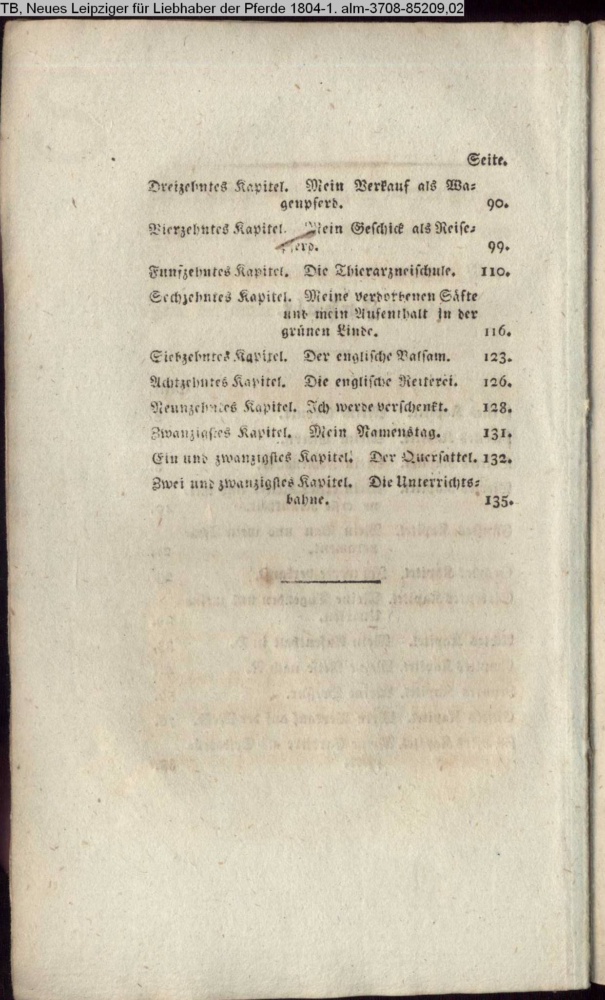 TB, Neues Leipziger für Liebhaber der Pferde 1804-1. alm-3708-85209,02
Seite.
Dreizehntes Kapitel. Mein Verkauf als Wa=
genpferd. 90.
Vierzehntes Kapitel. Mein Geschick als Reise=
pferd. 99.
Funfzehntes Kapitel. Die Thierarzneischule. 110.
Sechzehntes Kapitel. Meine verdorbenen Säfte
und mein Aufenthalt in der
grünen Linde. 116.
Siebzehntes Kapitel. Der englische Balsam. 123.
Achtzehntes Kapitel. Die englische Reiterei. 126.
Neunzehntes Kapitel. Ich werde verschenkt. 128.
Zwanzigstes Kapitel. Mein Namenstag. 131.
Ein und zwanzigstes Kapitel. Der Quersattel. 132.
Zwei und zwanzigstes Kapitel. Die Unterrichts=
bahne. 135.